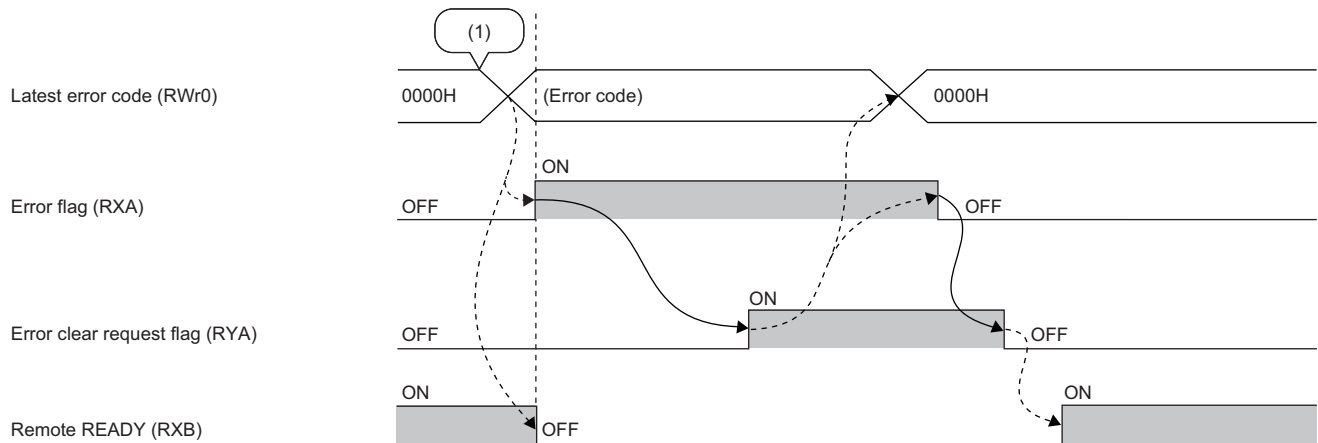 (1)
Latest error code (RWr0)
0000H
(Error code)
0000H
ON
Error flag (RXA)
OFF
OFF
ON
Error clear request flag (RYA)
OFF
OFF
ON
ON
Remote READY (RXB)
OFF